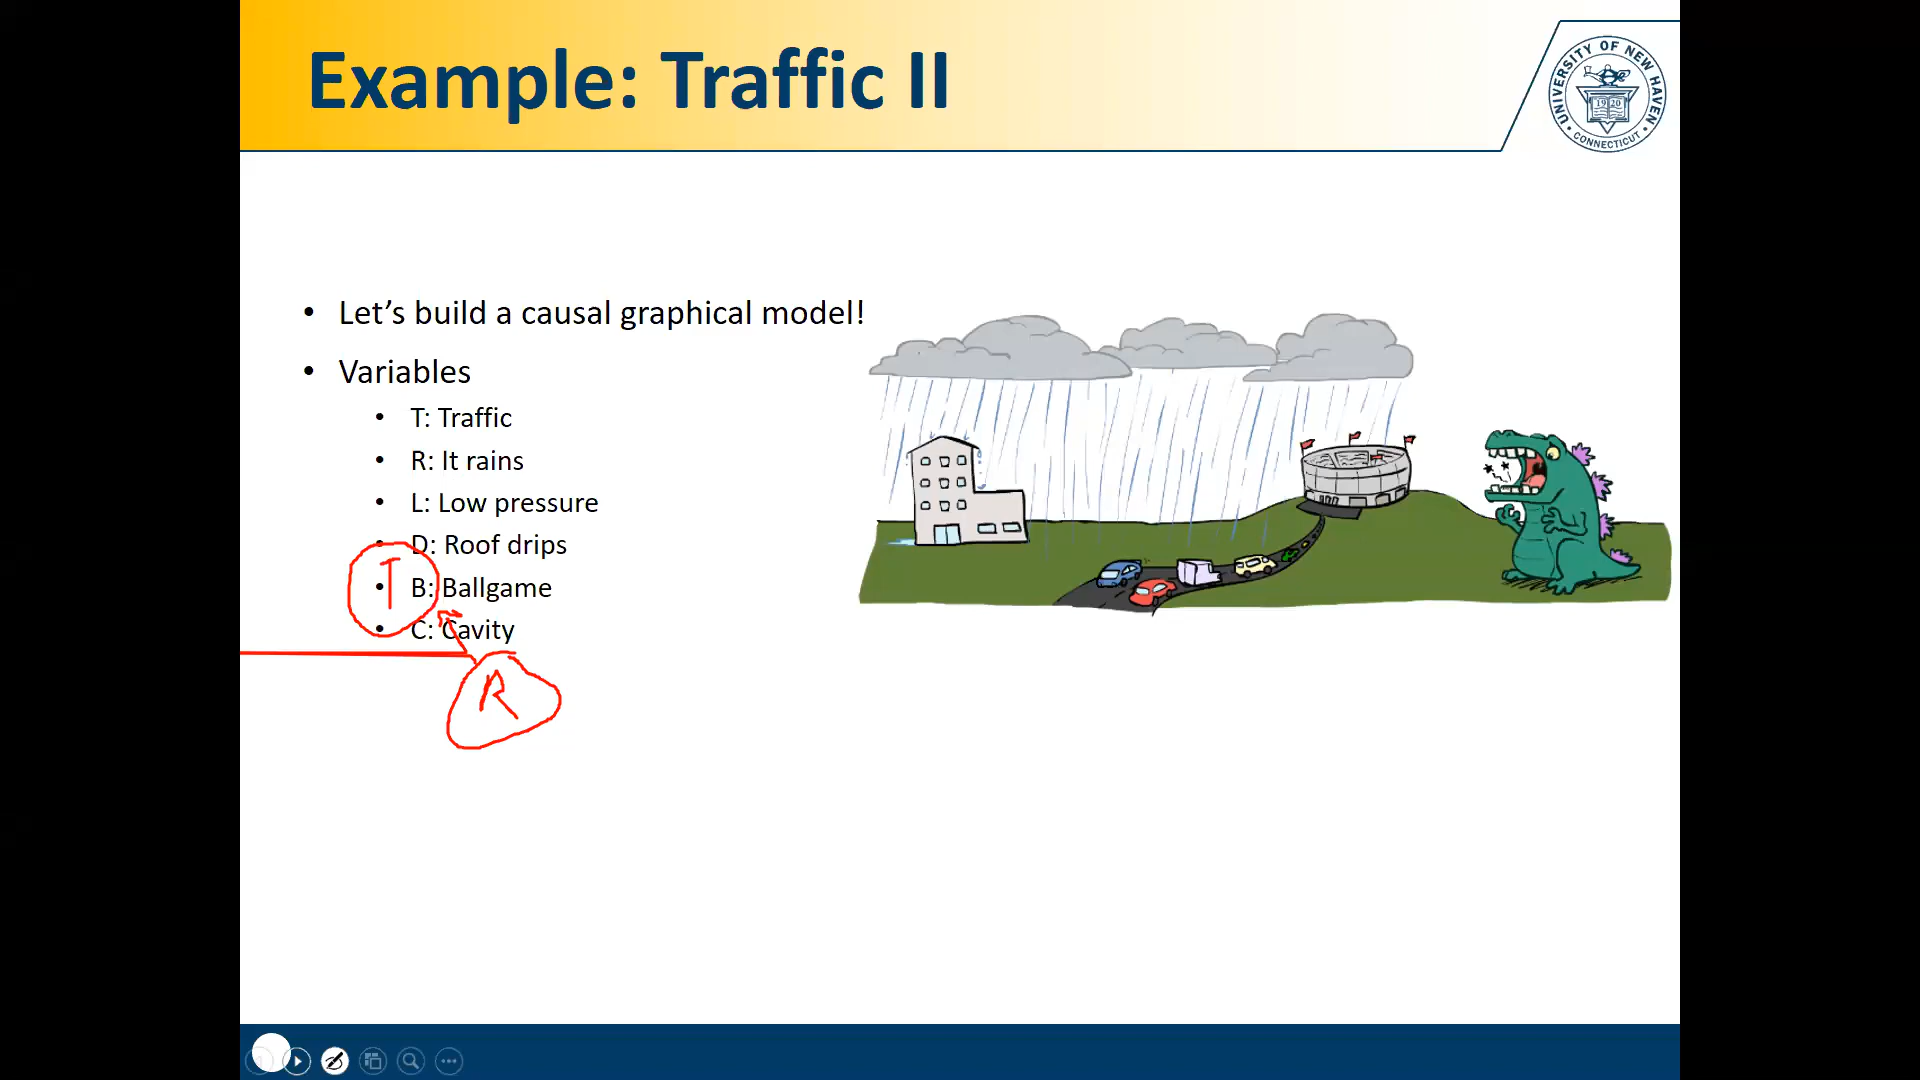 Example: Traffic II
UNIVERSITY OF NEW HAVEN
1920
CONNECTICUT
• Let’s build a causal graphical model!
• Variables
• T: Traffic
• R: It rains
• L: Low pressure
• D: Roof drips
• B: Ballgame
• C: Cavity
T
R